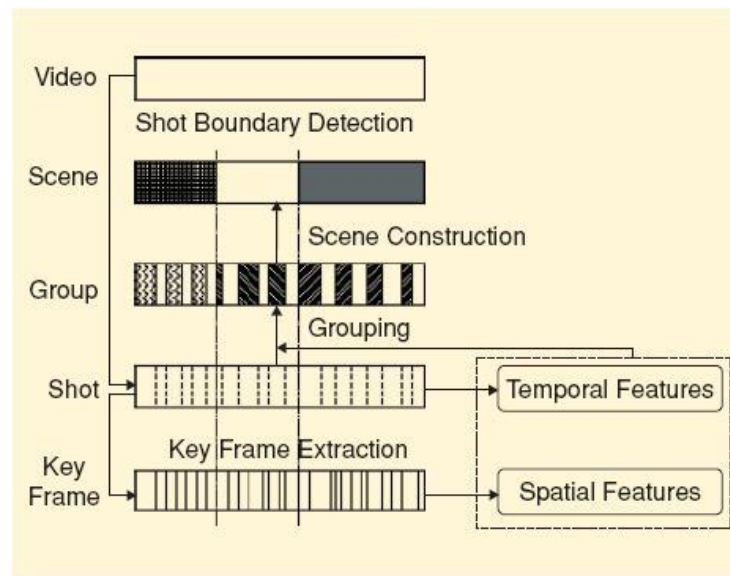 Video
Shot Boundary Detection
Scene
Scene Construction
Group
Grouping
Shot
Temporal Features
Key Frame Extraction
Key
Frame
Spatial Features